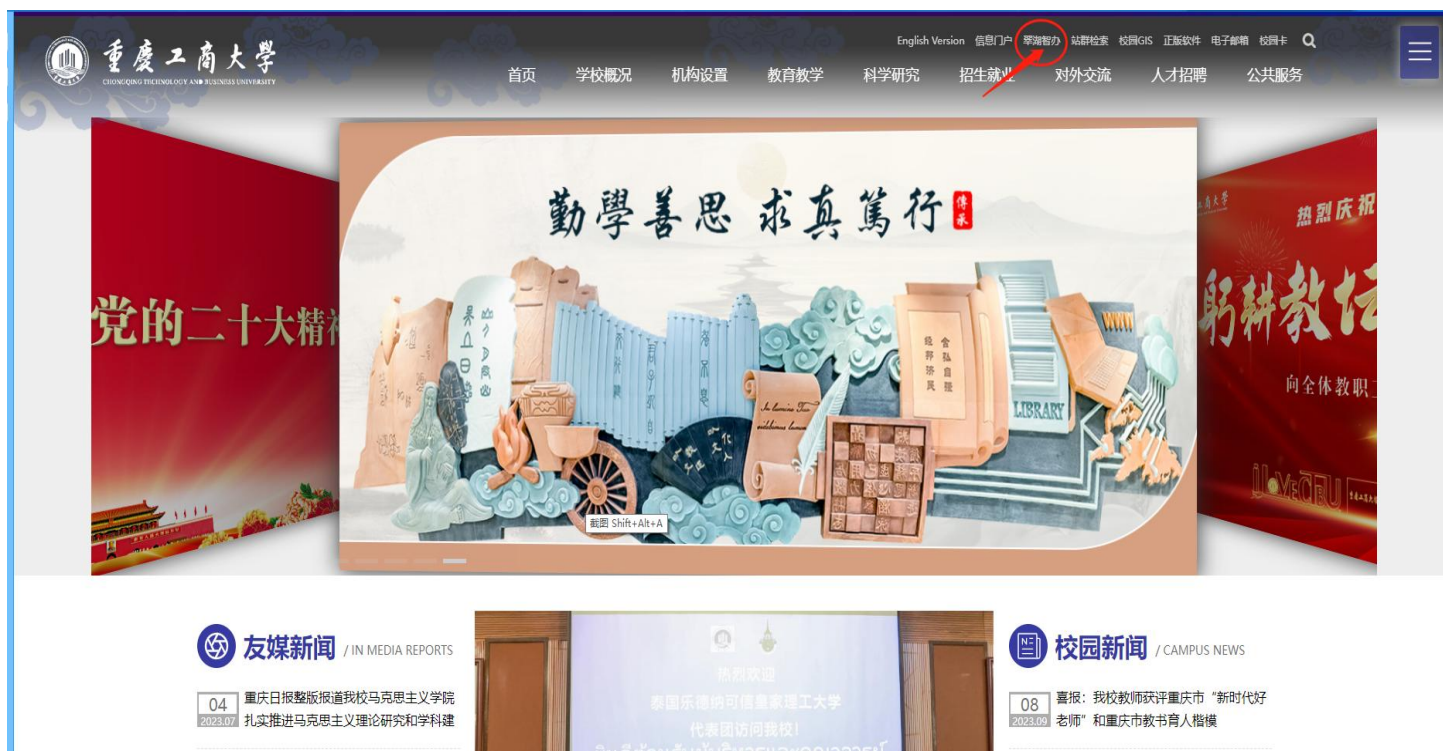 重慶工商大學
CHONGQING TECHNOLOGY AND BUSINESS UNIVERSITY
English Version 信息门户 翠湖智办 站群检索 校园GIS 正版软件 电子邮箱 校园卡
首页 学校概况 机构设置 教育教学 科学研究 招生就业 对外交流 人才招聘 公共服务
勤學善思 求真篤行
傳承
党的二十大精神
热烈庆祝
躬耕教坛
向全体教职工
經邦濟民
含弘自强
LIBRARY
截图 Shift+Alt+A
友媒新闻 / IN MEDIA REPORTS
04
2023.07
重庆日报整版报道我校马克思主义学院
扎实推进马克思主义理论研究和学科建
热烈欢迎
泰国乐德纳可信皇家理工大学
代表团访问我校!
校园新闻 / CAMPUS NEWS
08
2023.09
喜报:我校教师获评重庆市“新时代好
老师”和重庆市教书育人楷模